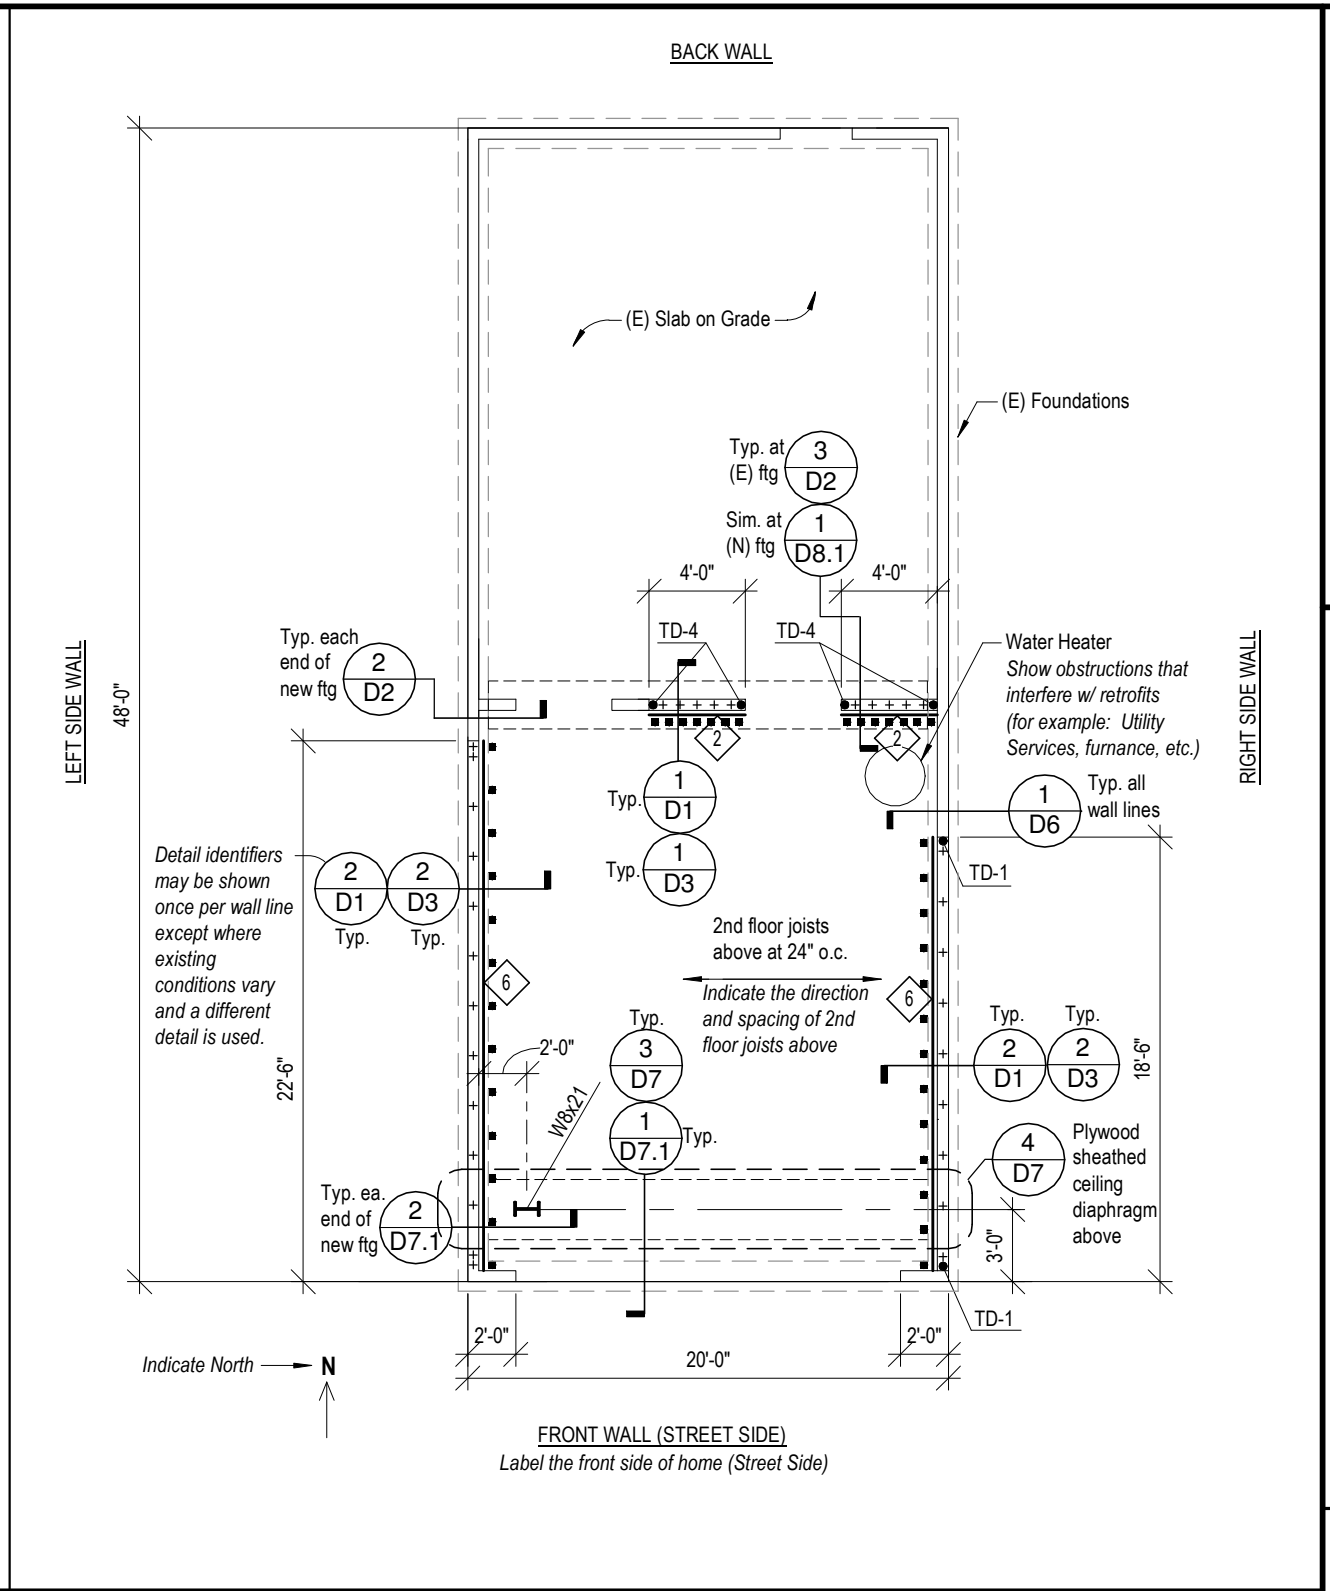 BACK WALL
(E) Slab on Grade
(E) Foundations
Typ. at
(E) ftg
3
D2
Sim. at
(N) ftg
1
D8.1
4'-0"
4'-0"
TD-4
TD-4
Typ. each
end of
new ftg
2
D2
Water Heater
Show obstructions that
interfere w/ retrofits
(for example: Utility
Services, furnance, etc.)
LEFT SIDE WALL
48'-0"
RIGHT SIDE WALL
2
2
Typ.
1
D1
Typ.
1
D3
1
D6
Typ. all
wall lines
TD-1
Detail identifiers
may be shown
once per wall line
except where
existing
conditions vary
and a different
detail is used.
2
D1
2
D3
Typ.
Typ.
2nd floor joists
above at 24" o.c.
Indicate the direction
and spacing of 2nd
floor joists above
6
6
22'-6"
2'-0"
W8x21
Typ.
3
D7
1
D7.1
Typ.
Typ.
Typ.
2
D1
2
D3
18'-6"
4
D7
Plywood
sheathed
ceiling
diaphragm
above
Typ. ea.
end of
new ftg
2
D7.1
3'-0"
TD-1
2'-0"
2'-0"
20'-0"
Indicate North
N
FRONT WALL (STREET SIDE)
Label the front side of home (Street Side)